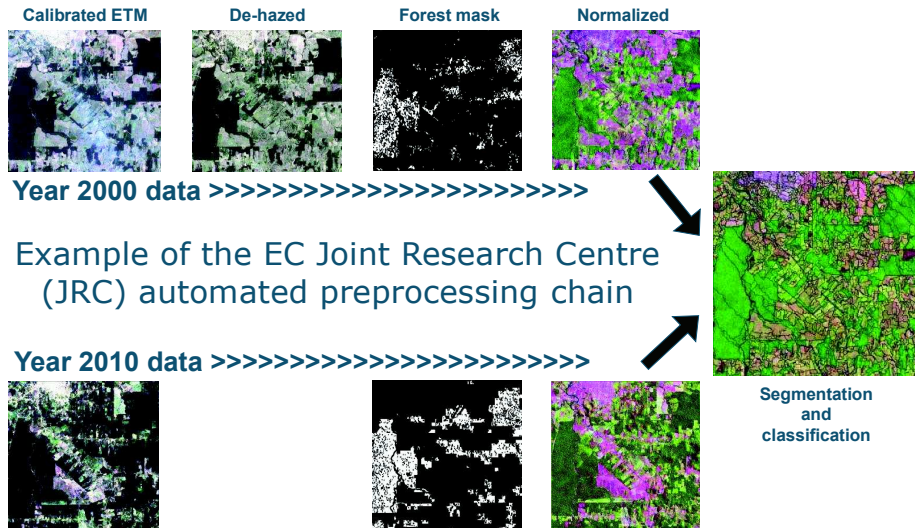 Calibrated ETM
De-hazed
Forest mask
Normalized
Year 2000 data >>>>>>>>>>>>>>>>>>>>>>>>
Example of the EC Joint Research Centre
(JRC) automated preprocessing chain
Year 2010 data >>>>>>>>>>>>>>>>>>>>>>>>
Segmentation
and
classification